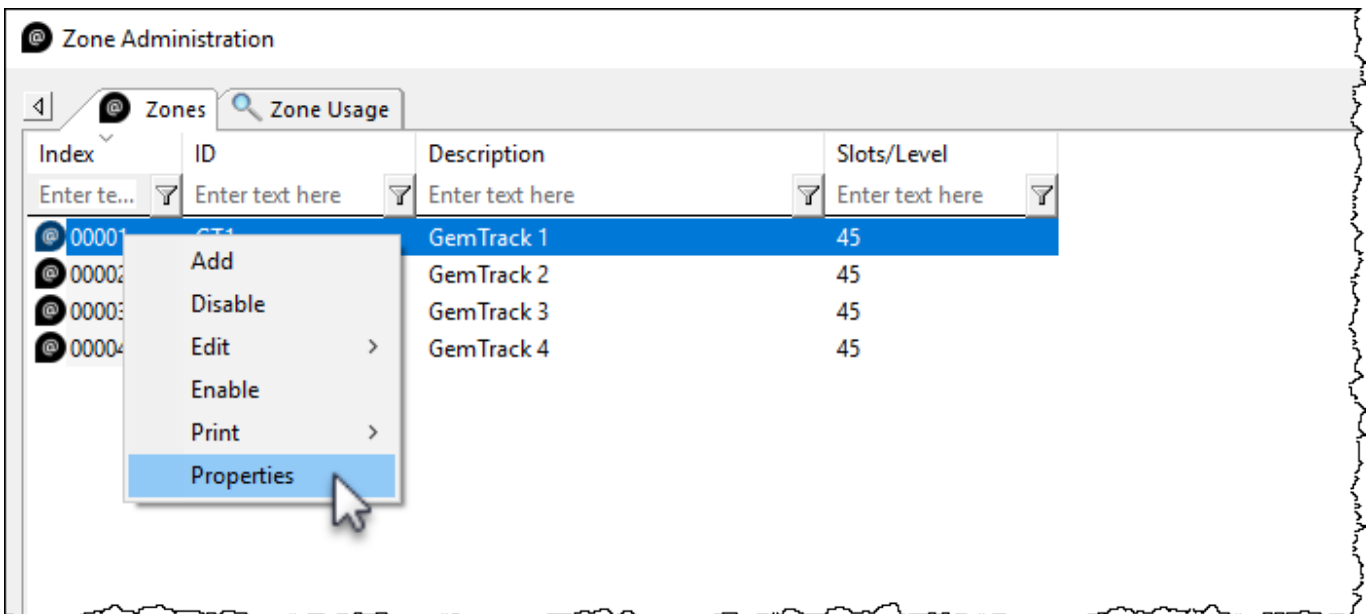 Zone Administration
Zones Zone Usage
Index ID Description Slots/Level
Enter te... Enter text here Enter text here Enter text here
00001 GemTrack 1 45
GemTrack 2 45
GemTrack 3 45
GemTrack 4 45
Add
Disable
Edit
Enable
Print
Properties